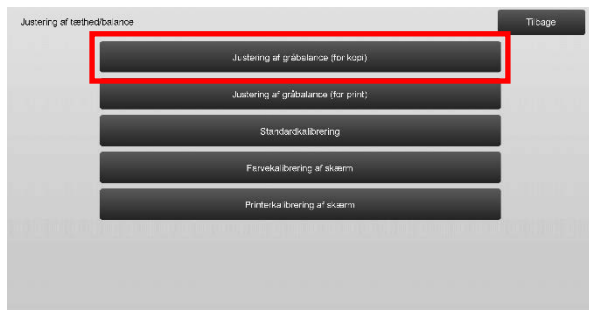 Justering af tæthed/balance
Tilbage
Justering af gråbalance (for kopi)
Justering af gråbalance (for print)
Standardkalibrering
Farvekalibrering af skærm
Printerkalibrering af skærm